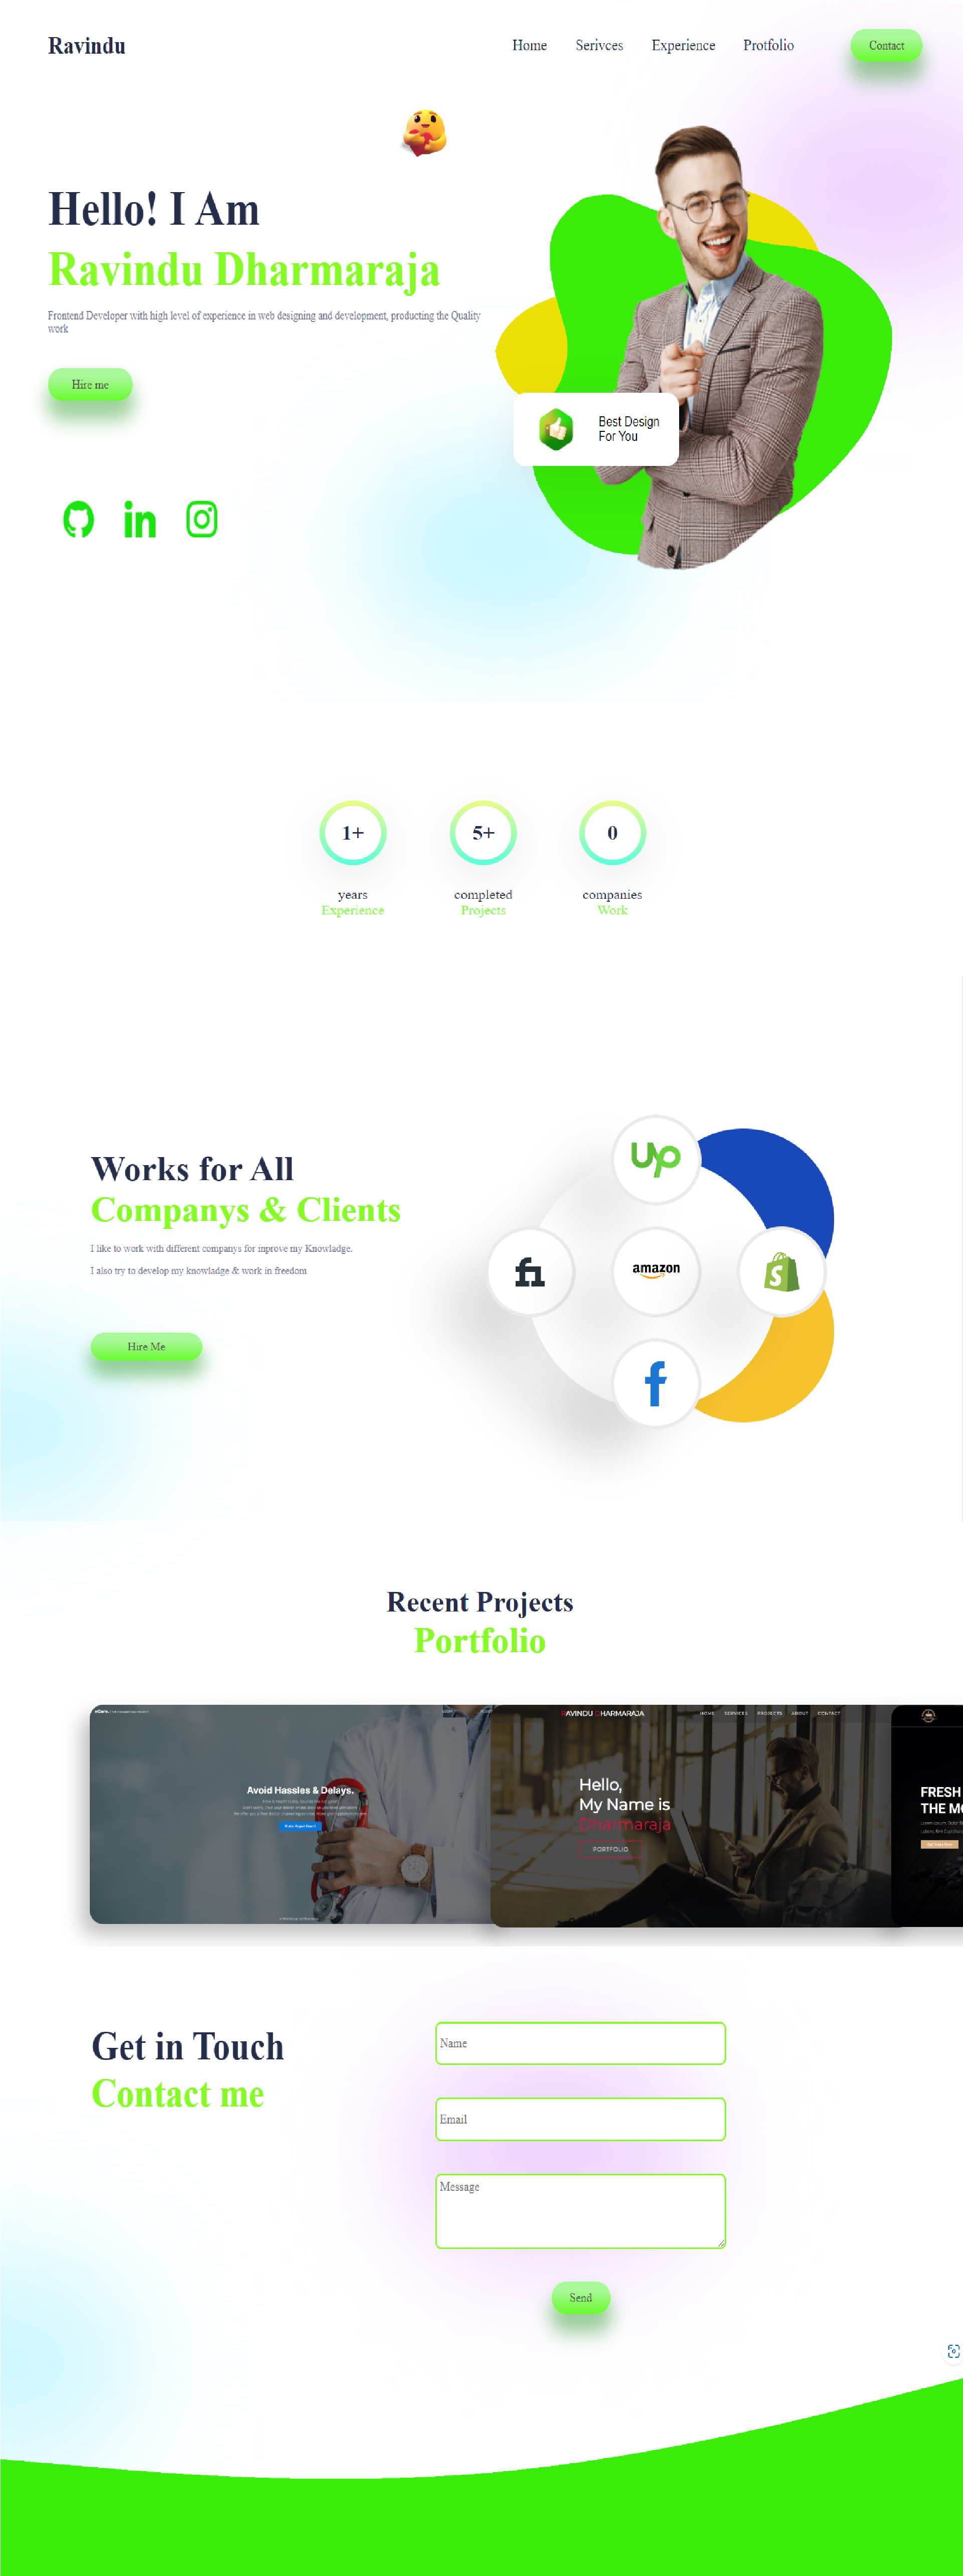 Ravindu
Home
Serivces
Experience
Protfolio
Contact
Hello! I Am
Ravindu Dharmaraja
Frontend Developer with high level of experience in web designing and development, producting the Quality
work
Hire me
Best Design
For You
1+
5+
0
years
Experience
completed
Projects
companies
Work
Works for All
Companys & Clients
I like to work with different companys for inprove my Knowladge.
I also try to develop my knowladge & work in freedom
Hire Me
Up
fi
amazon
S
f
Recent Projects
Portfolio
Avoid Hassles & Delays.
RAVINDU DHARMARAJA
HOME
SERVICES
PROJECTS
ABOUT
CONTACT
Hello,
My Name is
Dharmaraja
PORTFOLIO
FRESH
THE MO
Get in Touch
Contact me
Name
Email
Message
Send